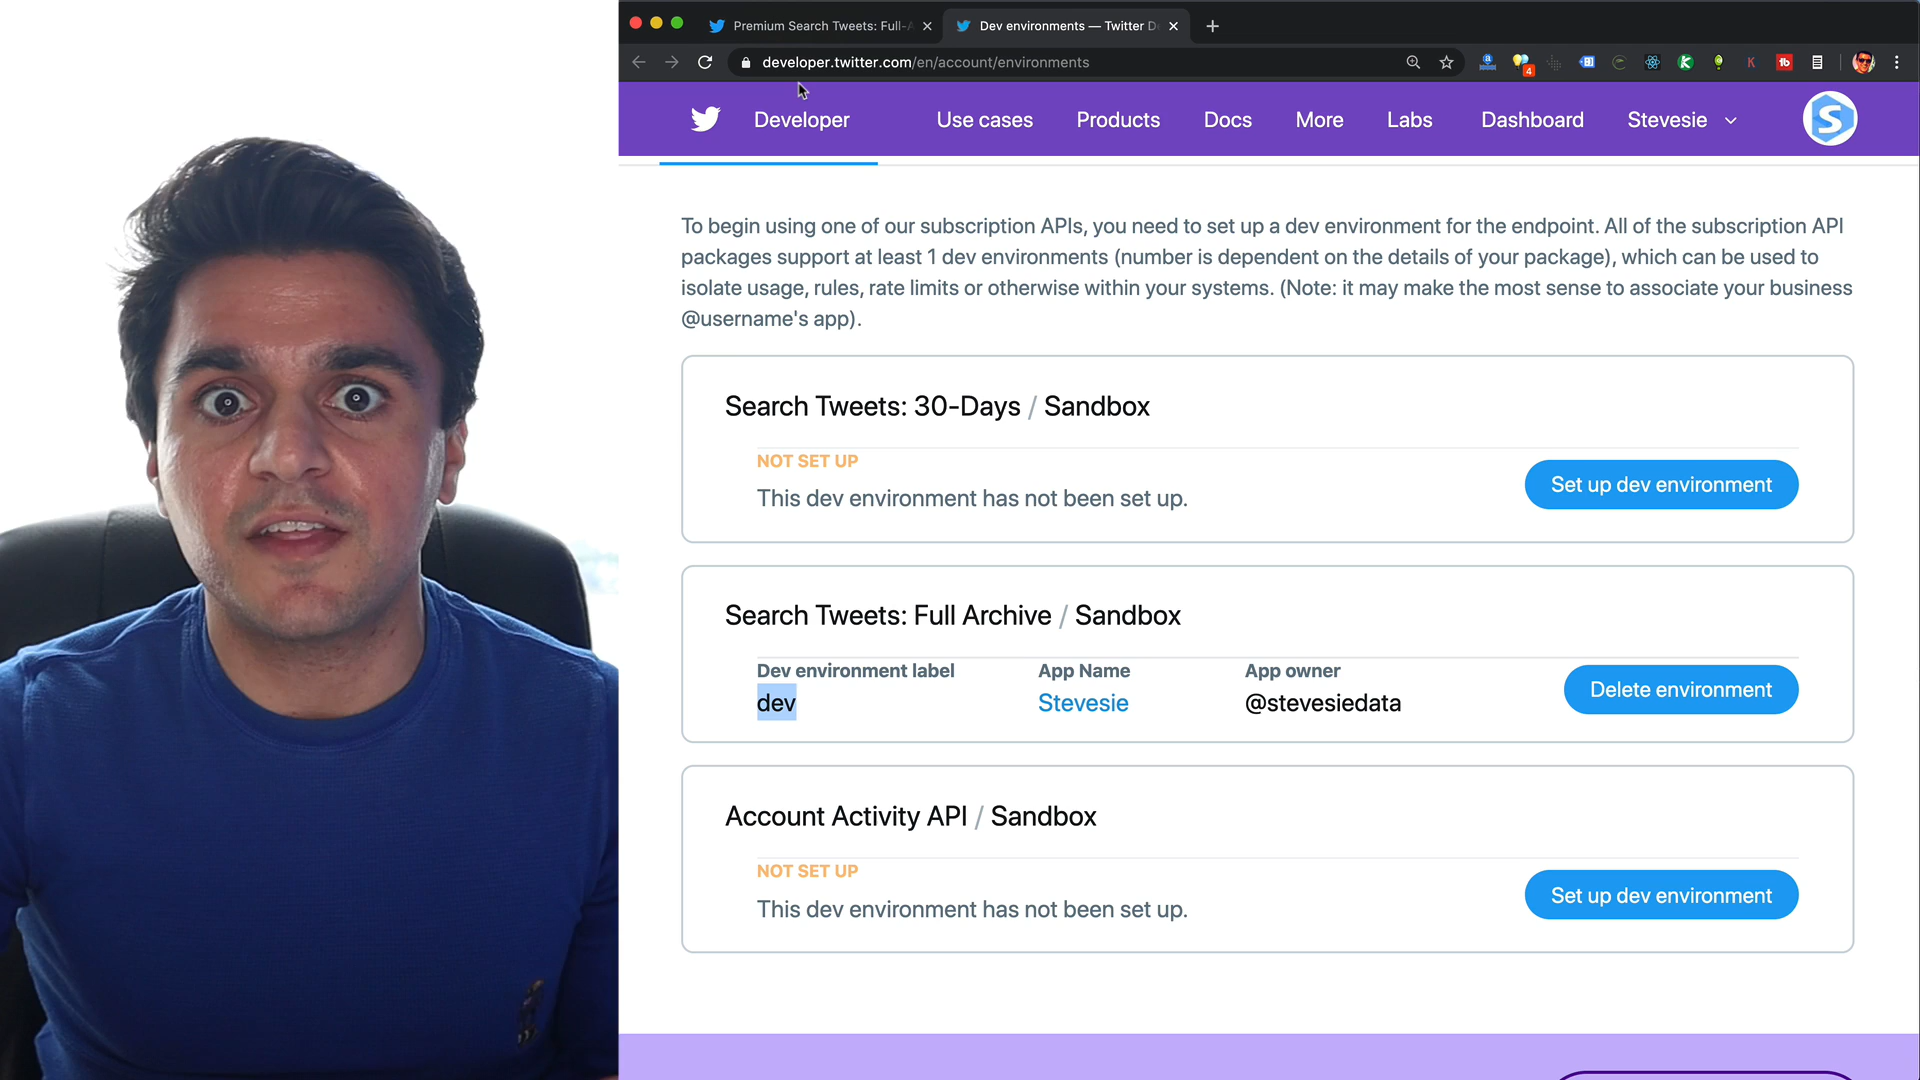 Premium Search Tweets: Full-A
Dev environments — Twitter D
developer.twitter.com/en/account/environments
4
Developer
Use cases
Products
Docs
More
Labs
Dashboard
Stevesie
S
To begin using one of our subscription APIs, you need to set up a dev environment for the endpoint. All of the subscription API
packages support at least 1 dev environments (number is dependent on the details of your package), which can be used to
isolate usage, rules, rate limits or otherwise within your systems. (Note: it may make the most sense to associate your business
@username's app).
Search Tweets: 30-Days / Sandbox
NOT SET UP
This dev environment has not been set up.
Set up dev environment
Search Tweets: Full Archive / Sandbox
Dev environment label
App Name
App owner
dev
Stevesie
@stevesiedata
Delete environment
Account Activity API / Sandbox
NOT SET UP
This dev environment has not been set up.
Set up dev environment